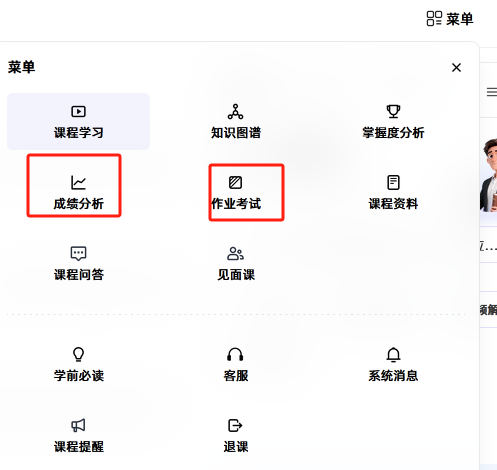 菜单
菜单
课程学习 知识图谱 掌握度分析
成绩分析 作业考试 课程资料
课程问答 见面课
学前必读 客服 系统消息
课程提醒 退课